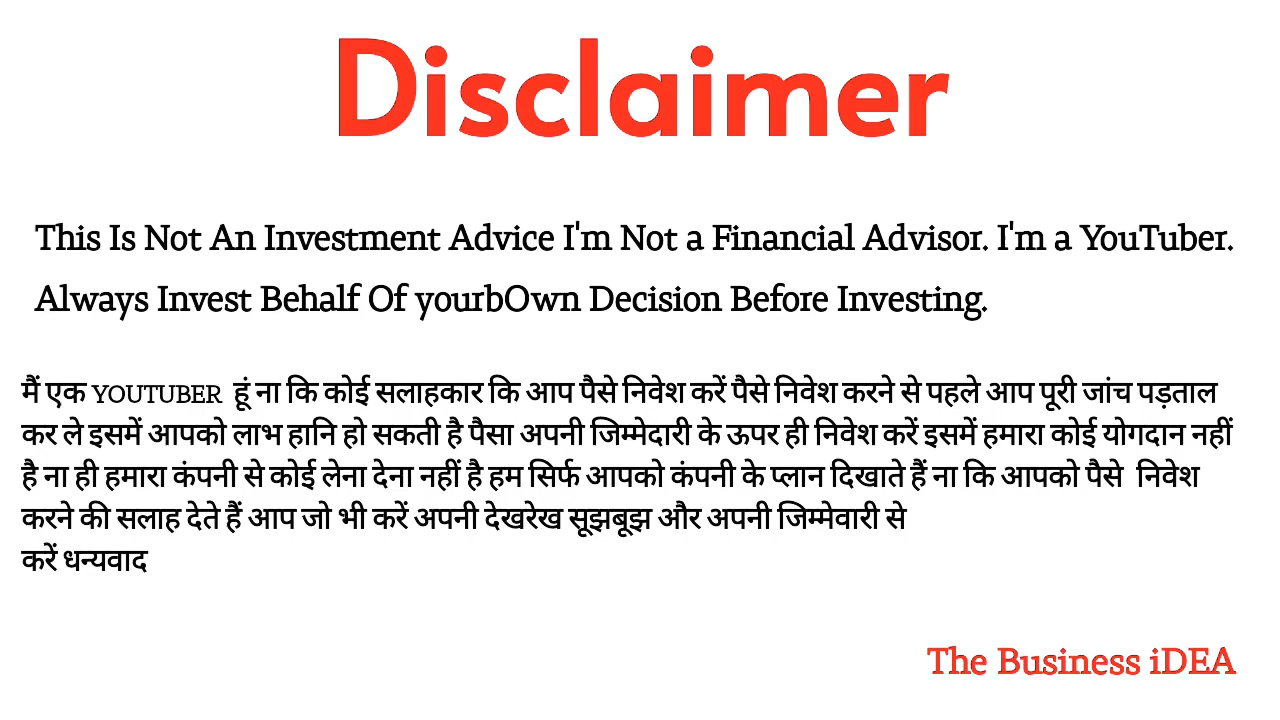 Disclaimer
This Is Not An Investment Advice I'm Not a Financial Advisor. I'm a YouTuber.
Always Invest Behalf Of yourbOwn Decision Before Investing.
मैं एक YOUTUBER हूं ना कि कोई सलाहकार कि आप पैसे निवेश करें पैसे निवेश करने से पहले आप पूरी जांच पड़ताल
कर ले इसमें आपको लाभ हानि हो सकती है पैसा अपनी जिम्मेदारी के ऊपर ही निवेश करें इसमें हमारा कोई योगदान नहीं
है ना ही हमारा कंपनी से कोई लेना देना नहीं है हम सिर्फ आपको कंपनी के प्लान दिखाते हैं ना कि आपको पैसे निवेश
करने की सलाह देते हैं आप जो भी करें अपनी देखरेख सूझबूझ और अपनी जिम्मेवारी से
करें धन्यवाद
The Business iDEA